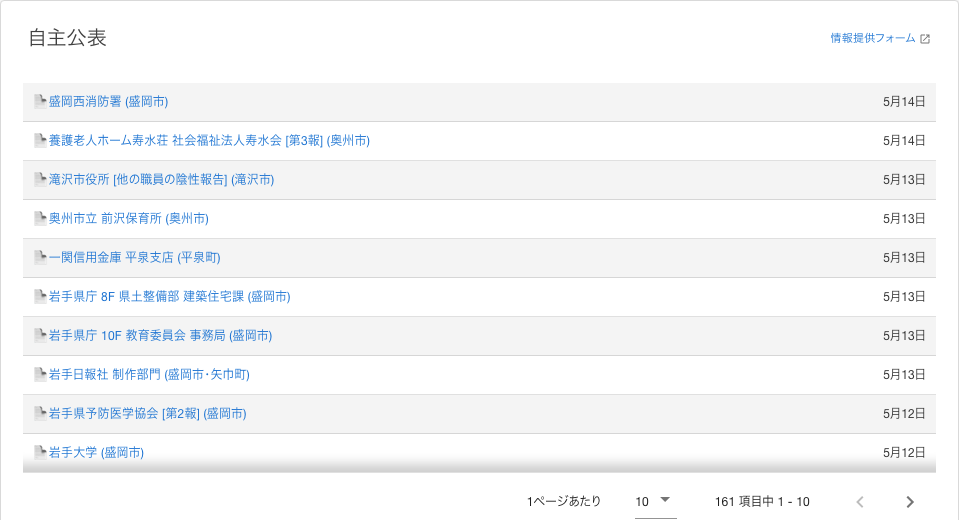 自主公表
情報提供フォーム
盛岡西消防署 (盛岡市) 5月14日
養護老人ホーム寿水荘 社会福祉法人寿水会 [第3報] (奥州市) 5月14日
滝沢市役所 [他の職員の陰性報告] (滝沢市) 5月13日
奥州市立 前沢保育所 (奥州市) 5月13日
一関信用金庫 平泉支店 (平泉町) 5月13日
岩手県庁 8F 県土整備部 建築住宅課 (盛岡市) 5月13日
岩手県庁 10F 教育委員会 事務局 (盛岡市) 5月13日
岩手日報社 制作部門 (盛岡市･矢巾町) 5月13日
岩手県予防医学協会 [第2報] (盛岡市) 5月12日
岩手大学 (盛岡市) 5月12日
1ページあたり 10 161 項目中 1 - 10